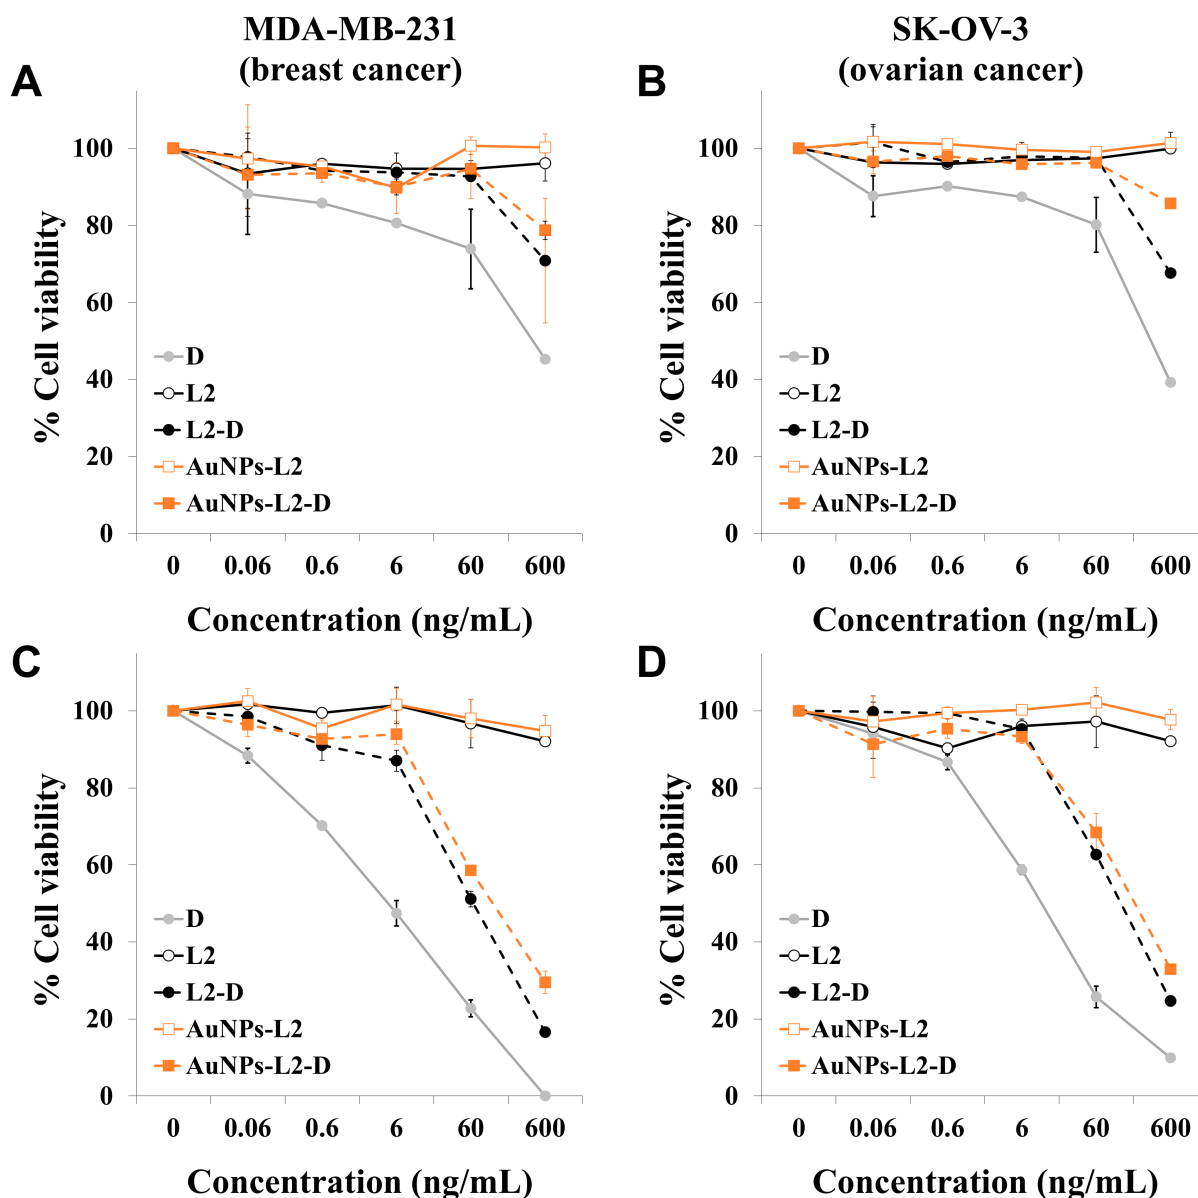 MDA-MB-231
(breast cancer)
SK-OV-3
(ovarian cancer)
A
% Cell viability
100
80
60
40
20
0
D
L2
L2-D
AuNPs-L2
AuNPs-L2-D
0 0.06 0.6 6 60 600
Concentration (ng/mL)
B
% Cell viability
100
80
60
40
20
0
D
L2
L2-D
AuNPs-L2
AuNPs-L2-D
0 0.06 0.6 6 60 600
Concentration (ng/mL)
C
% Cell viability
100
80
60
40
20
0
D
L2
L2-D
AuNPs-L2
AuNPs-L2-D
0 0.06 0.6 6 60 600
Concentration (ng/mL)
D
% Cell viability
100
80
60
40
20
0
D
L2
L2-D
AuNPs-L2
AuNPs-L2-D
0 0.06 0.6 6 60 600
Concentration (ng/mL)